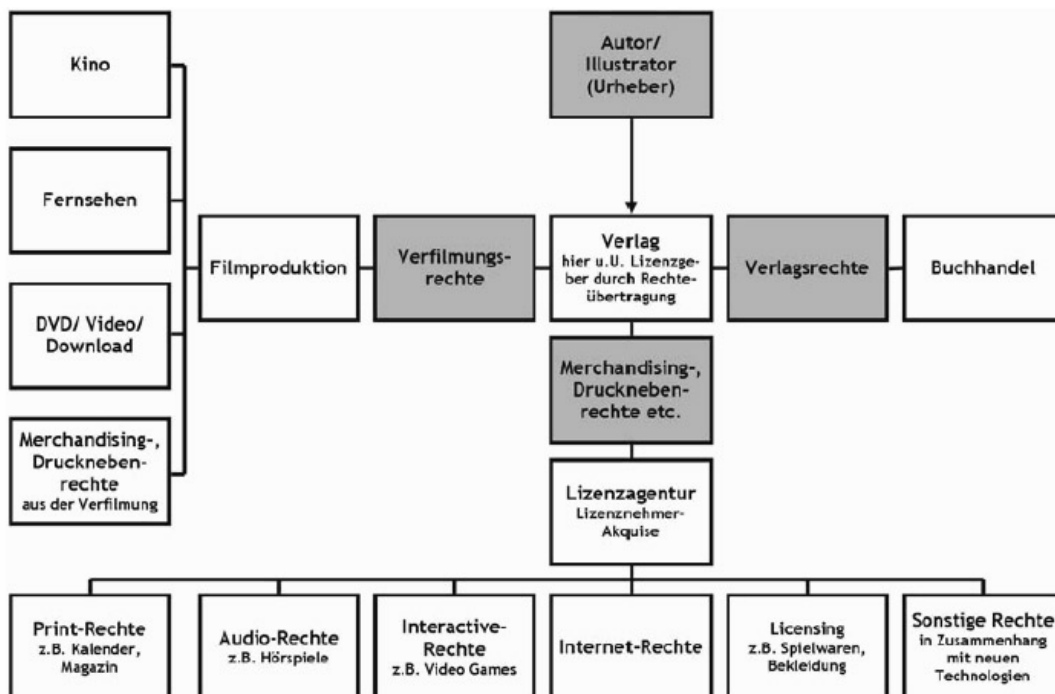 Kino
Autor/
Illustrator
(Urheber)
Fernsehen
Filmproduktion
Verfilmungs-
rechte
Verlag
hier u.U. Lizenzge-
ber durch Rechte-
übertragung
Verlagsrechte
Buchhandel
DVD/ Video/
Download
Merchandising-,
Druckneben-
rechte etc.
Merchandising-,
Druckneben-
rechte
aus der Verfilmung
Lizenzagentur
Lizenznehmer-
Akquise
Print-Rechte
z.B. Kalender,
Magazin
Audio-Rechte
z.B. Hörspiele
Interactive-
Rechte
z.B. Video Games
Internet-Rechte
Licensing
z.B. Spielwaren,
Bekleidung
Sonstige Rechte
in Zusammenhang
mit neuen
Technologien